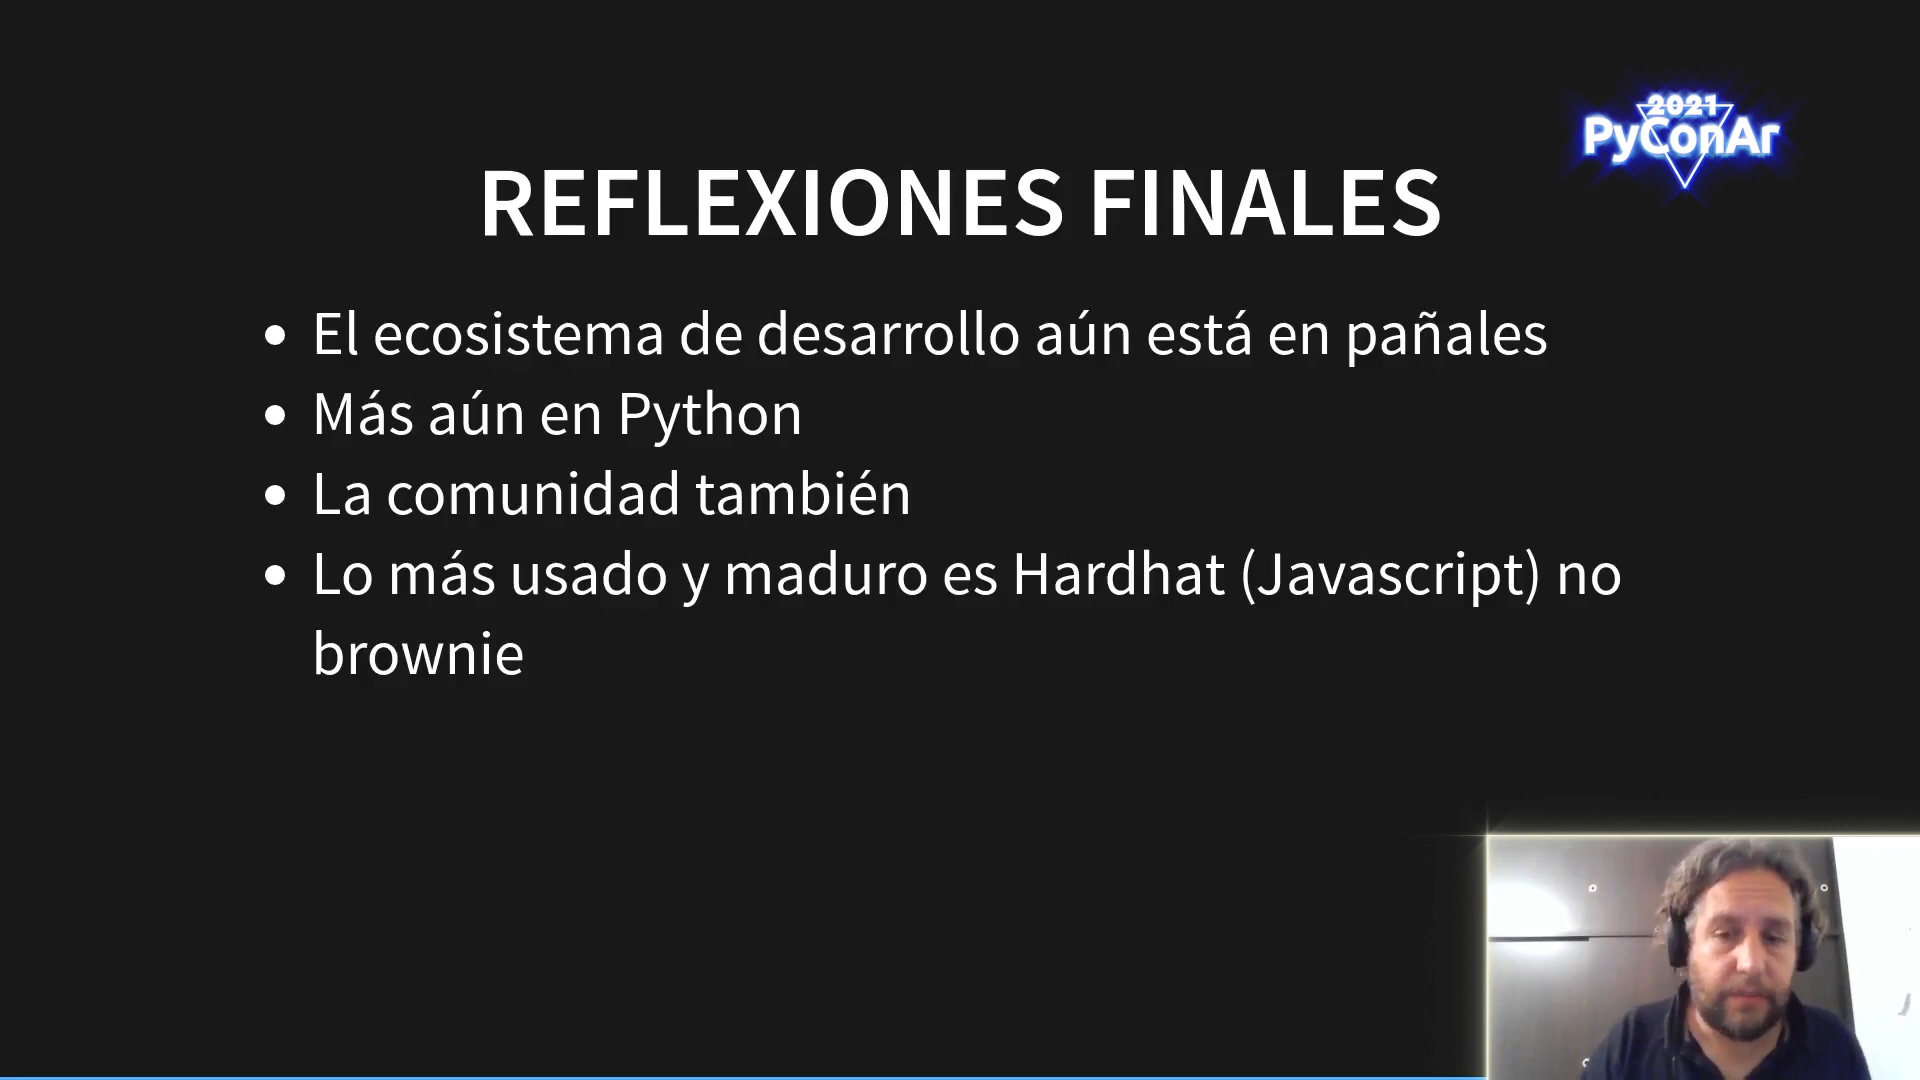 2021
PyConAr
REFLEXIONES FINALES
El ecosistema de desarrollo aún está en pañales
Más aún en Python
La comunidad también
Lo más usado y maduro es Hardhat (Javascript) no
brownie